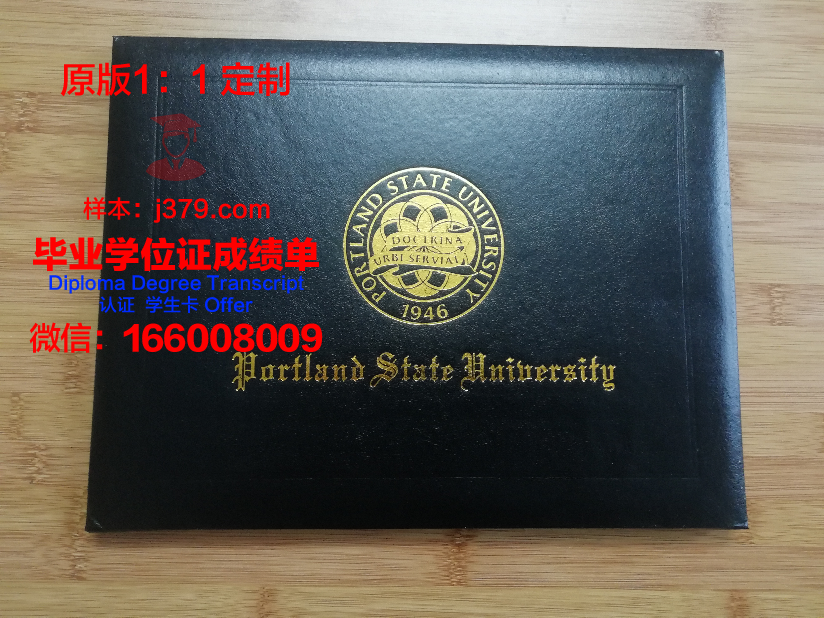 原版1：1 定制
样本：j379.com
毕业学位证成绩单
Diploma Degree Transcript
认证 学生卡 Offer
微信：166008009
PORTLAND STATE UNIVERSITY
DOCTRINA
URBI SERVIAT
1946
Portland State University